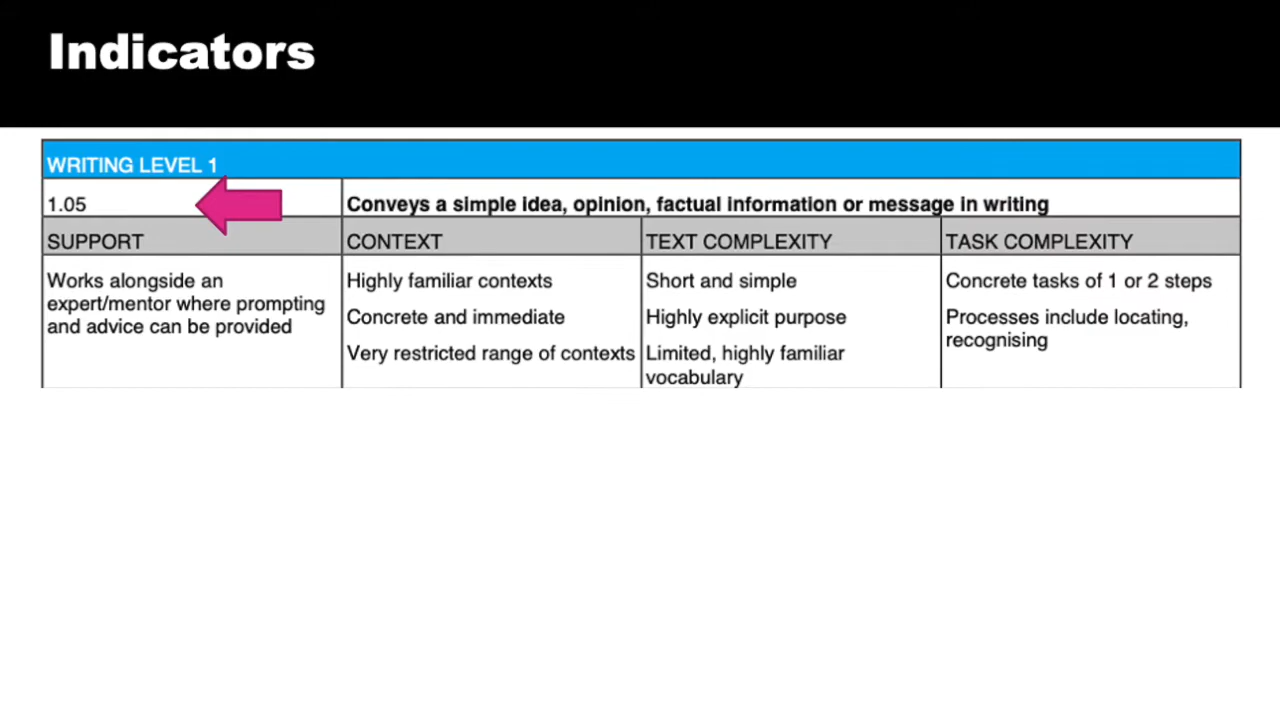 Indicators
WRITING LEVEL 1
1.05
Conveys a simple idea, opinion, factual information or message in writing
SUPPORT
CONTEXT
TEXT COMPLEXITY
TASK COMPLEXITY
Works alongside an
expert/mentor where prompting
and advice can be provided
Highly familiar contexts
Concrete and immediate
Very restricted range of contexts
Short and simple
Highly explicit purpose
Limited, highly familiar
vocabulary
Concrete tasks of 1 or 2 steps
Processes include locating,
recognising